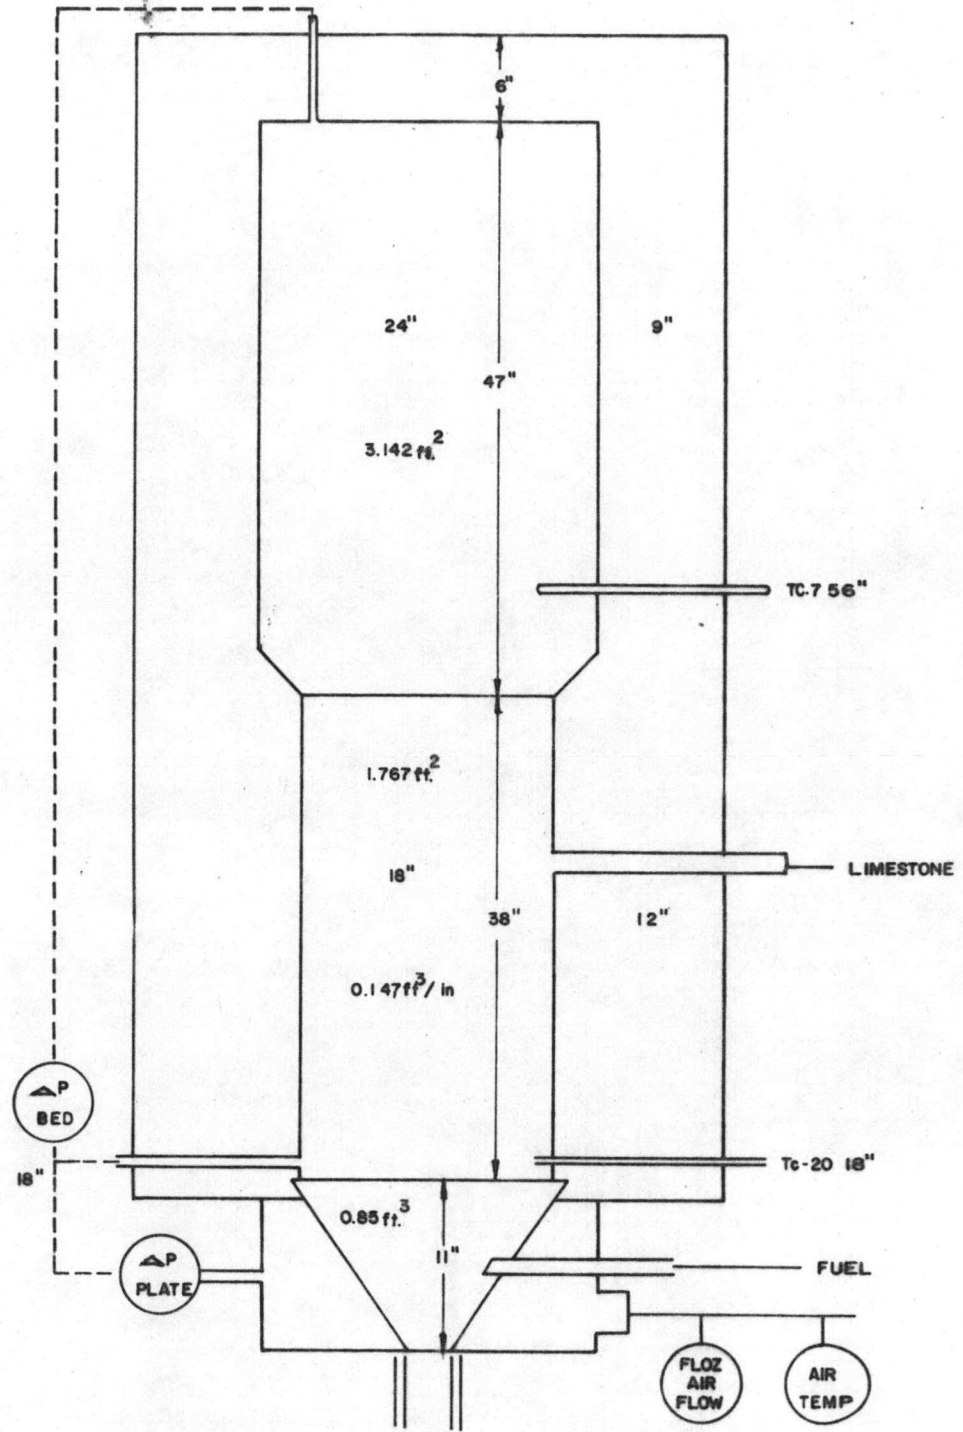 6"
24"
9"
47"
3.142 ft.²
TC-7 56"
1.767 ft.²
LIMESTONE
18"
38"
12"
0.147 ft³/ in
△P
BED
Tc-20 18"
18"
0.85 ft.³
11"
△P
PLATE
FUEL
FLOZ
AIR
FLOW
AIR
TEMP